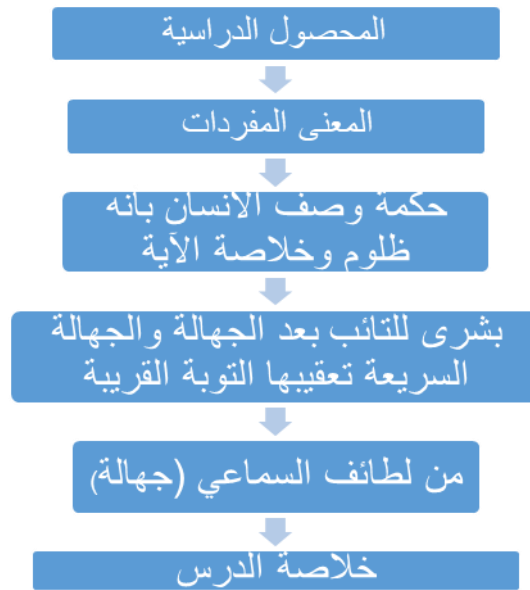 المحصول الدراسية
المعنى المفردات
حكمة وصف الانسان بانه
ظلوم وخلاصة الآية
بشرى للتائب بعد الجهالة والجهالة
السريعة تعقيبها التوبة القريبة
من لطائف السماعي (جهالة)
خلاصة الدرس